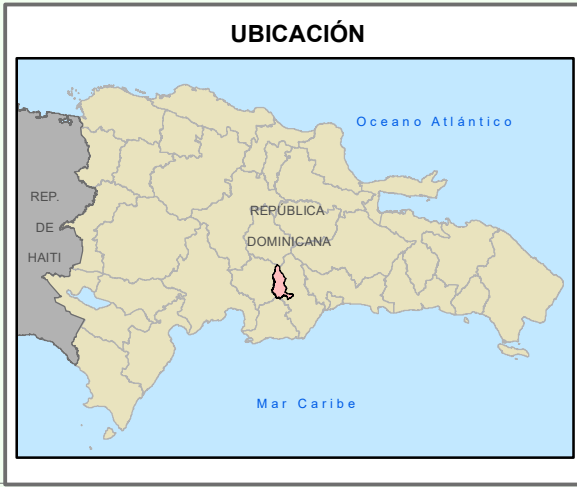 UBICACIÓN
Oceano Atlántico
REP.
DE
HAITI
REPÚBLICA
DOMINICANA
Mar Caribe